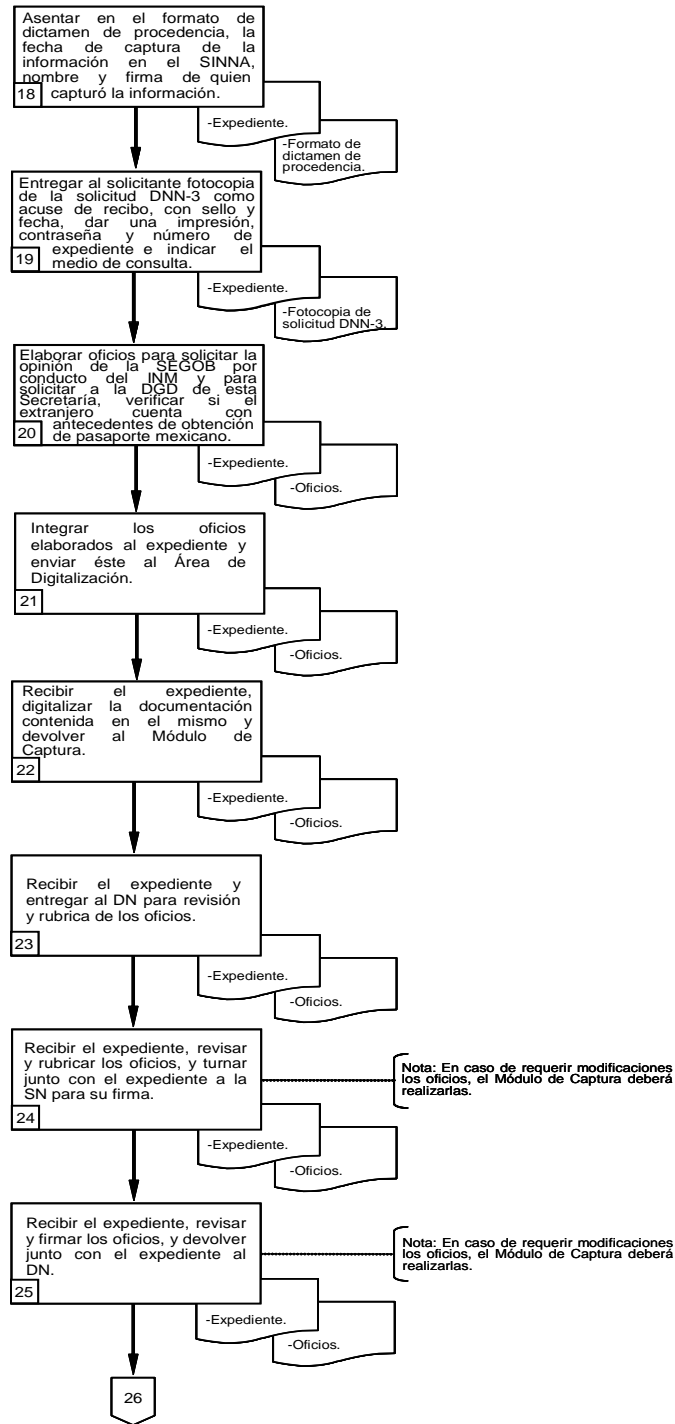 Asentar en el formato de
dictamen de procedencia, la
fecha de captura de la
información en el SINNA,
nombre y firma de quien
capturó la información.
18
-Expediente.
-Formato de
dictamen de
procedencia.
Entregar al solicitante fotocopia
de la solicitud DNN-3 como
acuse de recibo, con sello y
fecha, dar una impresión,
contraseña y número de
expediente e indicar el
medio de consulta.
19
-Expediente.
-Fotocopia de
solicitud DNN-3.
Elaborar oficios para solicitar la
opinión de la SEGOB por
conducto del INM y para
solicitar a la DGD de esta
Secretaría, verificar si el
extranjero cuenta con
antecedentes de obtención
de pasaporte mexicano.
20
-Expediente.
-Oficios.
Integrar los oficios
elaborados al expediente y
enviar éste al Área de
Digitalización.
21
-Expediente.
-Oficios.
Recibir el expediente,
digitalizar la documentación
contenida en el mismo y
devolver al Módulo de
Captura.
22
-Expediente.
-Oficios.
Recibir el expediente y
entregar al DN para revisión
y rubrica de los oficios.
23
-Expediente.
-Oficios.
Recibir el expediente, revisar
y rubricar los oficios, y turnar
junto con el expediente a la
SN para su firma.
24
Nota: En caso de requerir modificaciones
los oficios, el Módulo de Captura deberá
realizarlas.
-Expediente.
-Oficios.
Recibir el expediente, revisar
y firmar los oficios, y devolver
junto con el expediente al
DN.
25
Nota: En caso de requerir modificaciones
los oficios, el Módulo de Captura deberá
realizarlas.
-Expediente.
-Oficios.
26